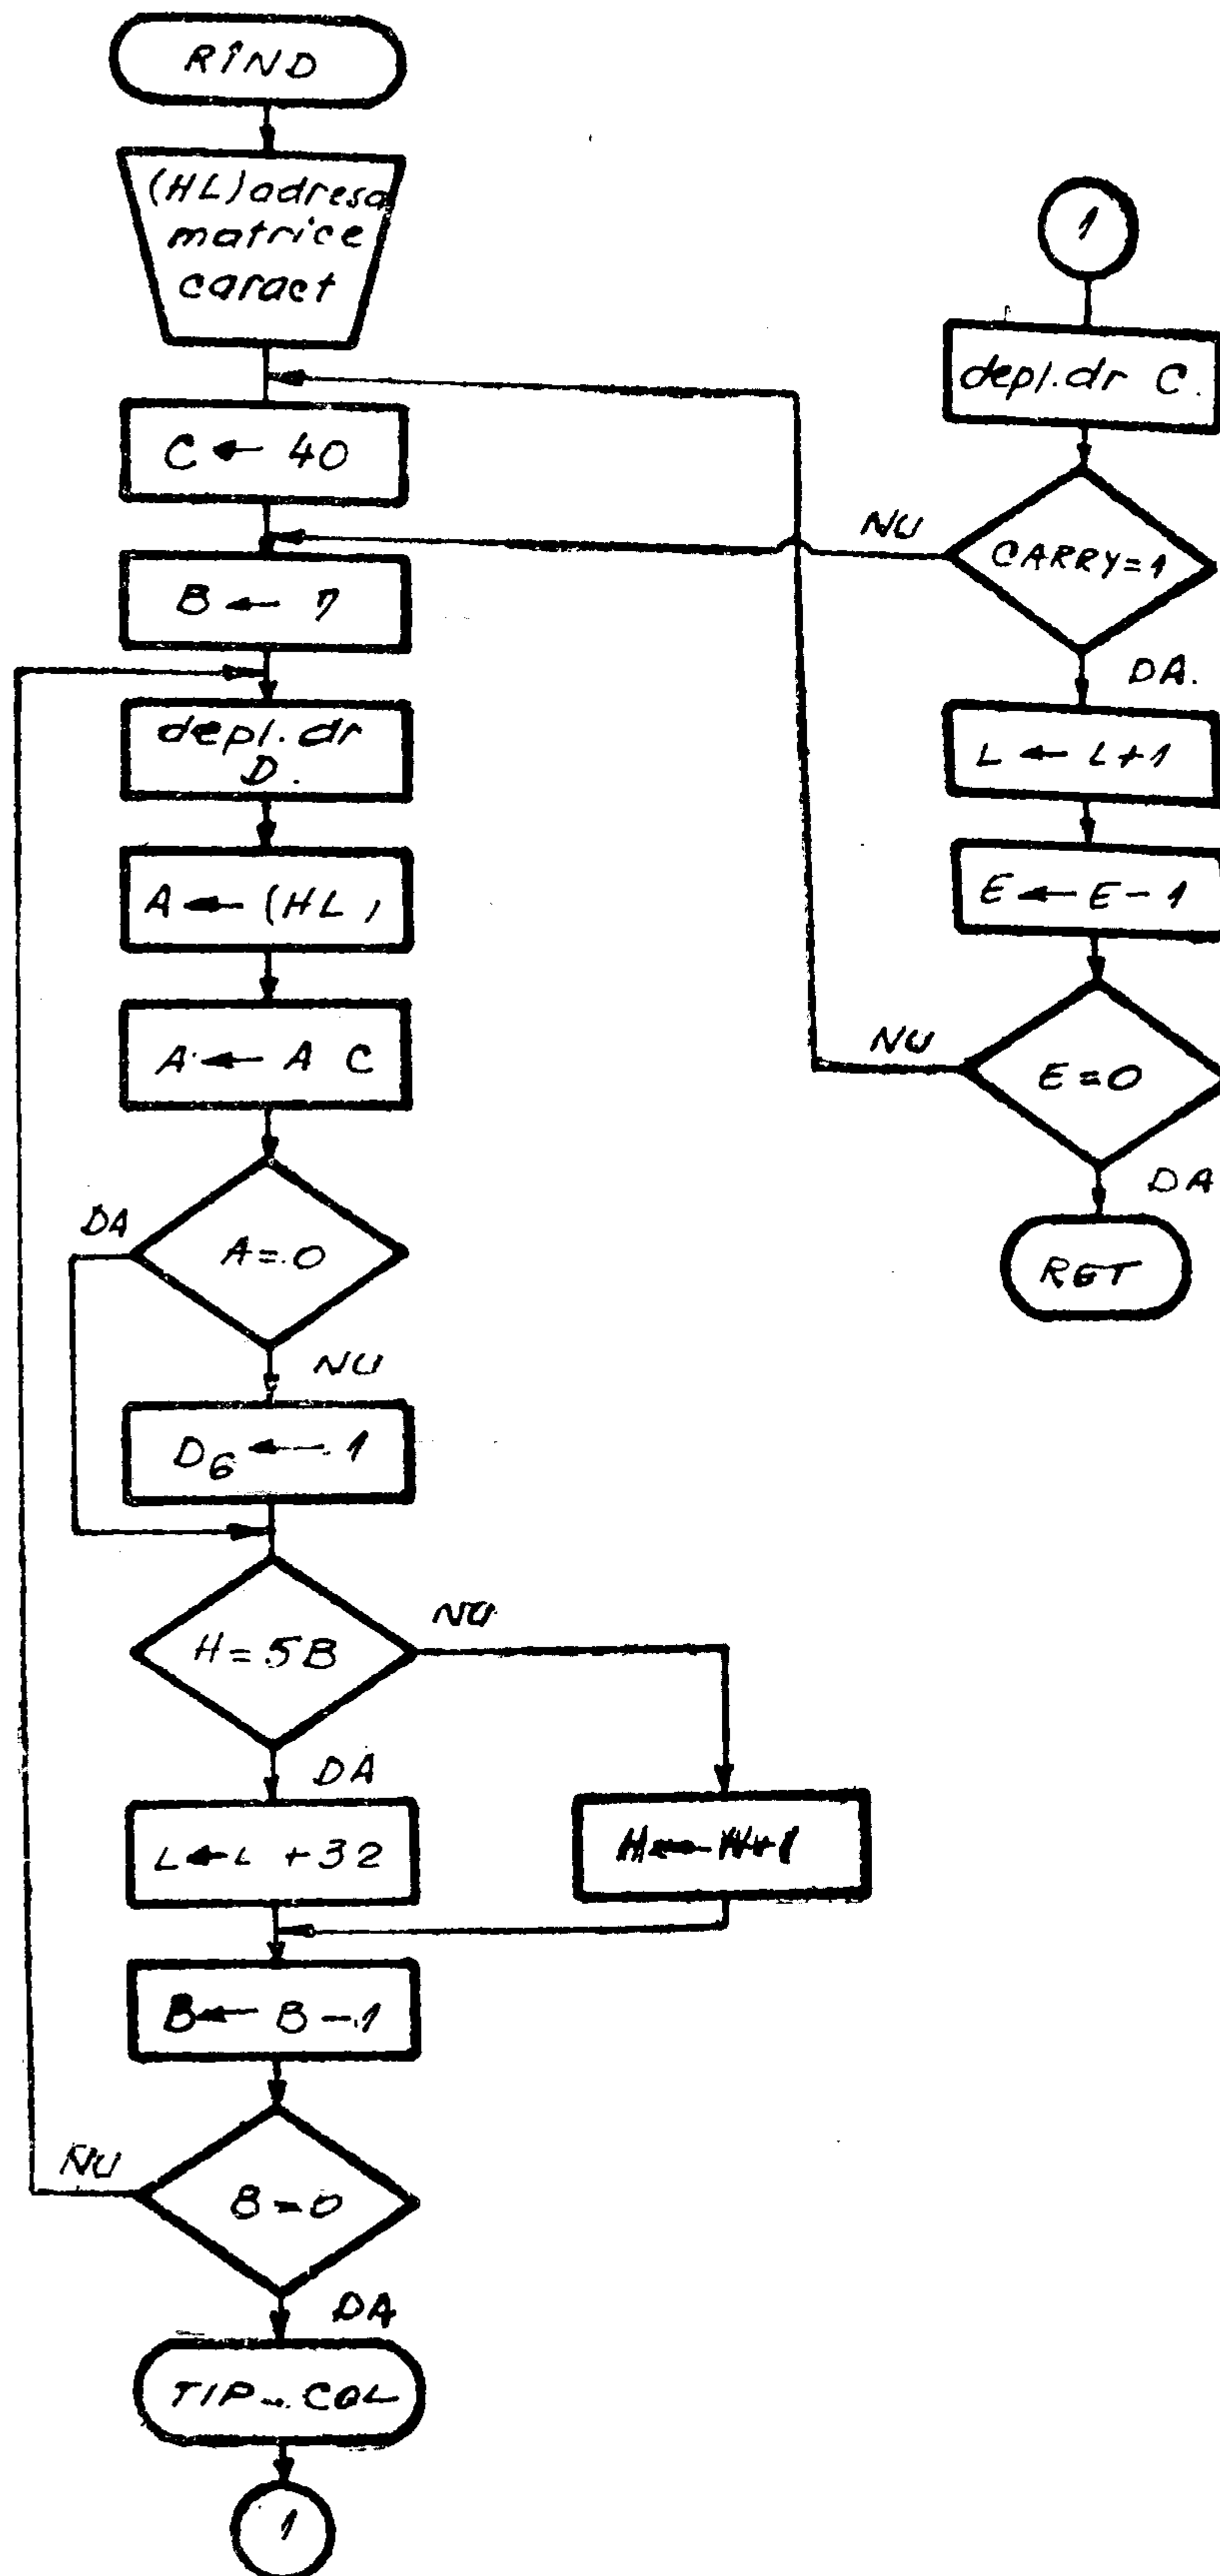 RÎND
(HL) adresa
matrice
caract
C ← 40
B ← 7
depl. dr
D.
A ← (HL)
A ← A C
A = 0
DA
NU
D6 ← 1
H = 5B
NU
DA
L ← L + 32
H ← H+1
B ← B - 1
B = 0
NU
DA
TIP - COL
1
1
depl. dr C.
CARRY = 1
NU
DA.
L ← L+1
E ← E - 1
E = 0
NU
DA
RET